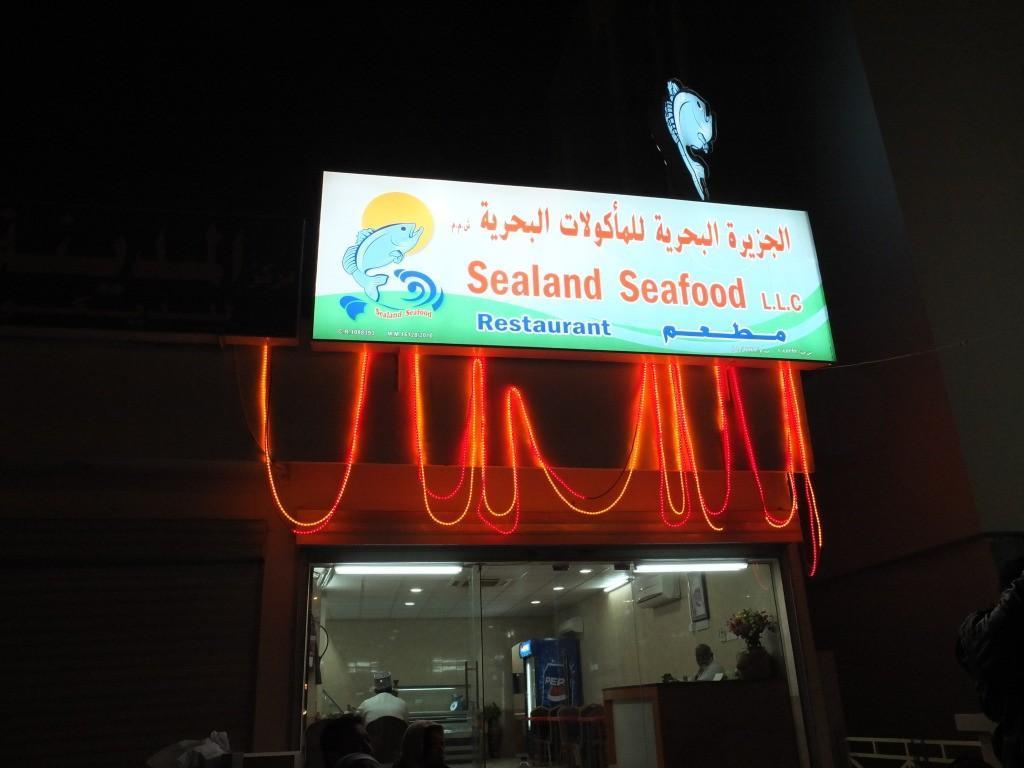 الجزيرة البحرية للمأكولات البحرية ش.م.م
Sealand Seafood L.L.C
Restaurant مطعم
Sealand Seafood
PEPSI